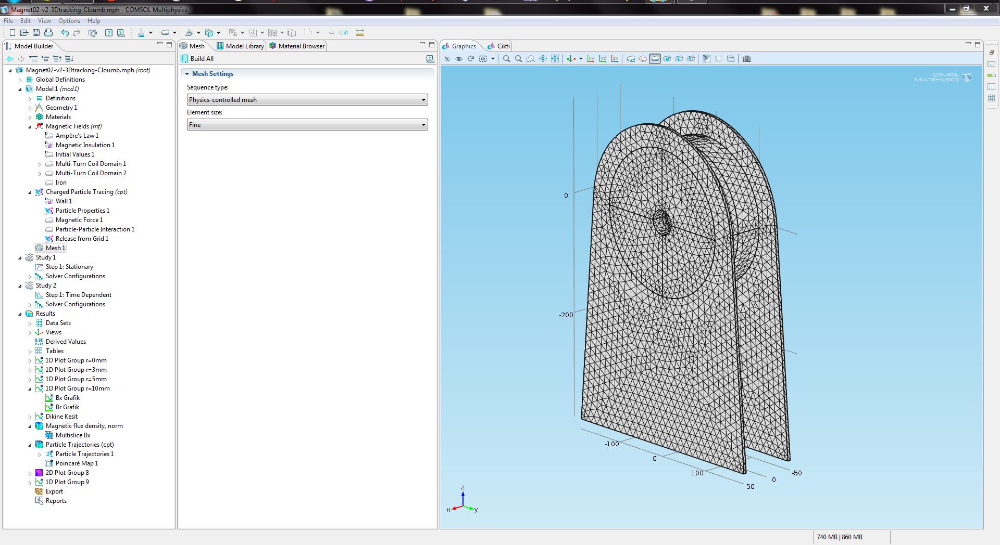 Magnet02-v2-3Dtracking-Cloumb.mph - COMSOL Multiphysics
File Edit View Options Help
Model Builder
Magnet02-v2-3Dtracking-Cloumb.mph (root)
Global Definitions
Model 1 (mod1)
Definitions
Geometry 1
Materials
Magnetic Fields (mf)
Ampère's Law 1
Magnetic Insulation 1
Initial Values 1
Multi-Turn Coil Domain 1
Multi-Turn Coil Domain 2
Iron
Charged Particle Tracing (cpt)
Wall 1
Particle Properties 1
Magnetic Force 1
Particle-Particle Interaction 1
Release from Grid 1
Mesh 1
Study 1
Step 1: Stationary
Solver Configurations
Study 2
Step 1: Time Dependent
Solver Configurations
Results
Data Sets
Views
8.85
e-12
Derived Values
Tables
1D Plot Group r=0mm
1D Plot Group r=3mm
1D Plot Group r=5mm
1D Plot Group r=10mm
Bx Grafik
Br Grafik
Dikine Kesit
Magnetic flux density, norm
Multislice Bx
Particle Trajectories (cpt)
Particle Trajectories 1
Poincaré Map 1
2D Plot Group 8
1D Plot Group 9
Export
Reports
Mesh Model Library Material Browser
Build All
Mesh Settings
Sequence type:
Physics-controlled mesh
Element size:
Fine
Graphics Cikti
xy yz zx
COMSOL
MULTIPHYSICS
0
-200
-100
0
100
50
0
-50
z
x
y
740 MB | 860 MB